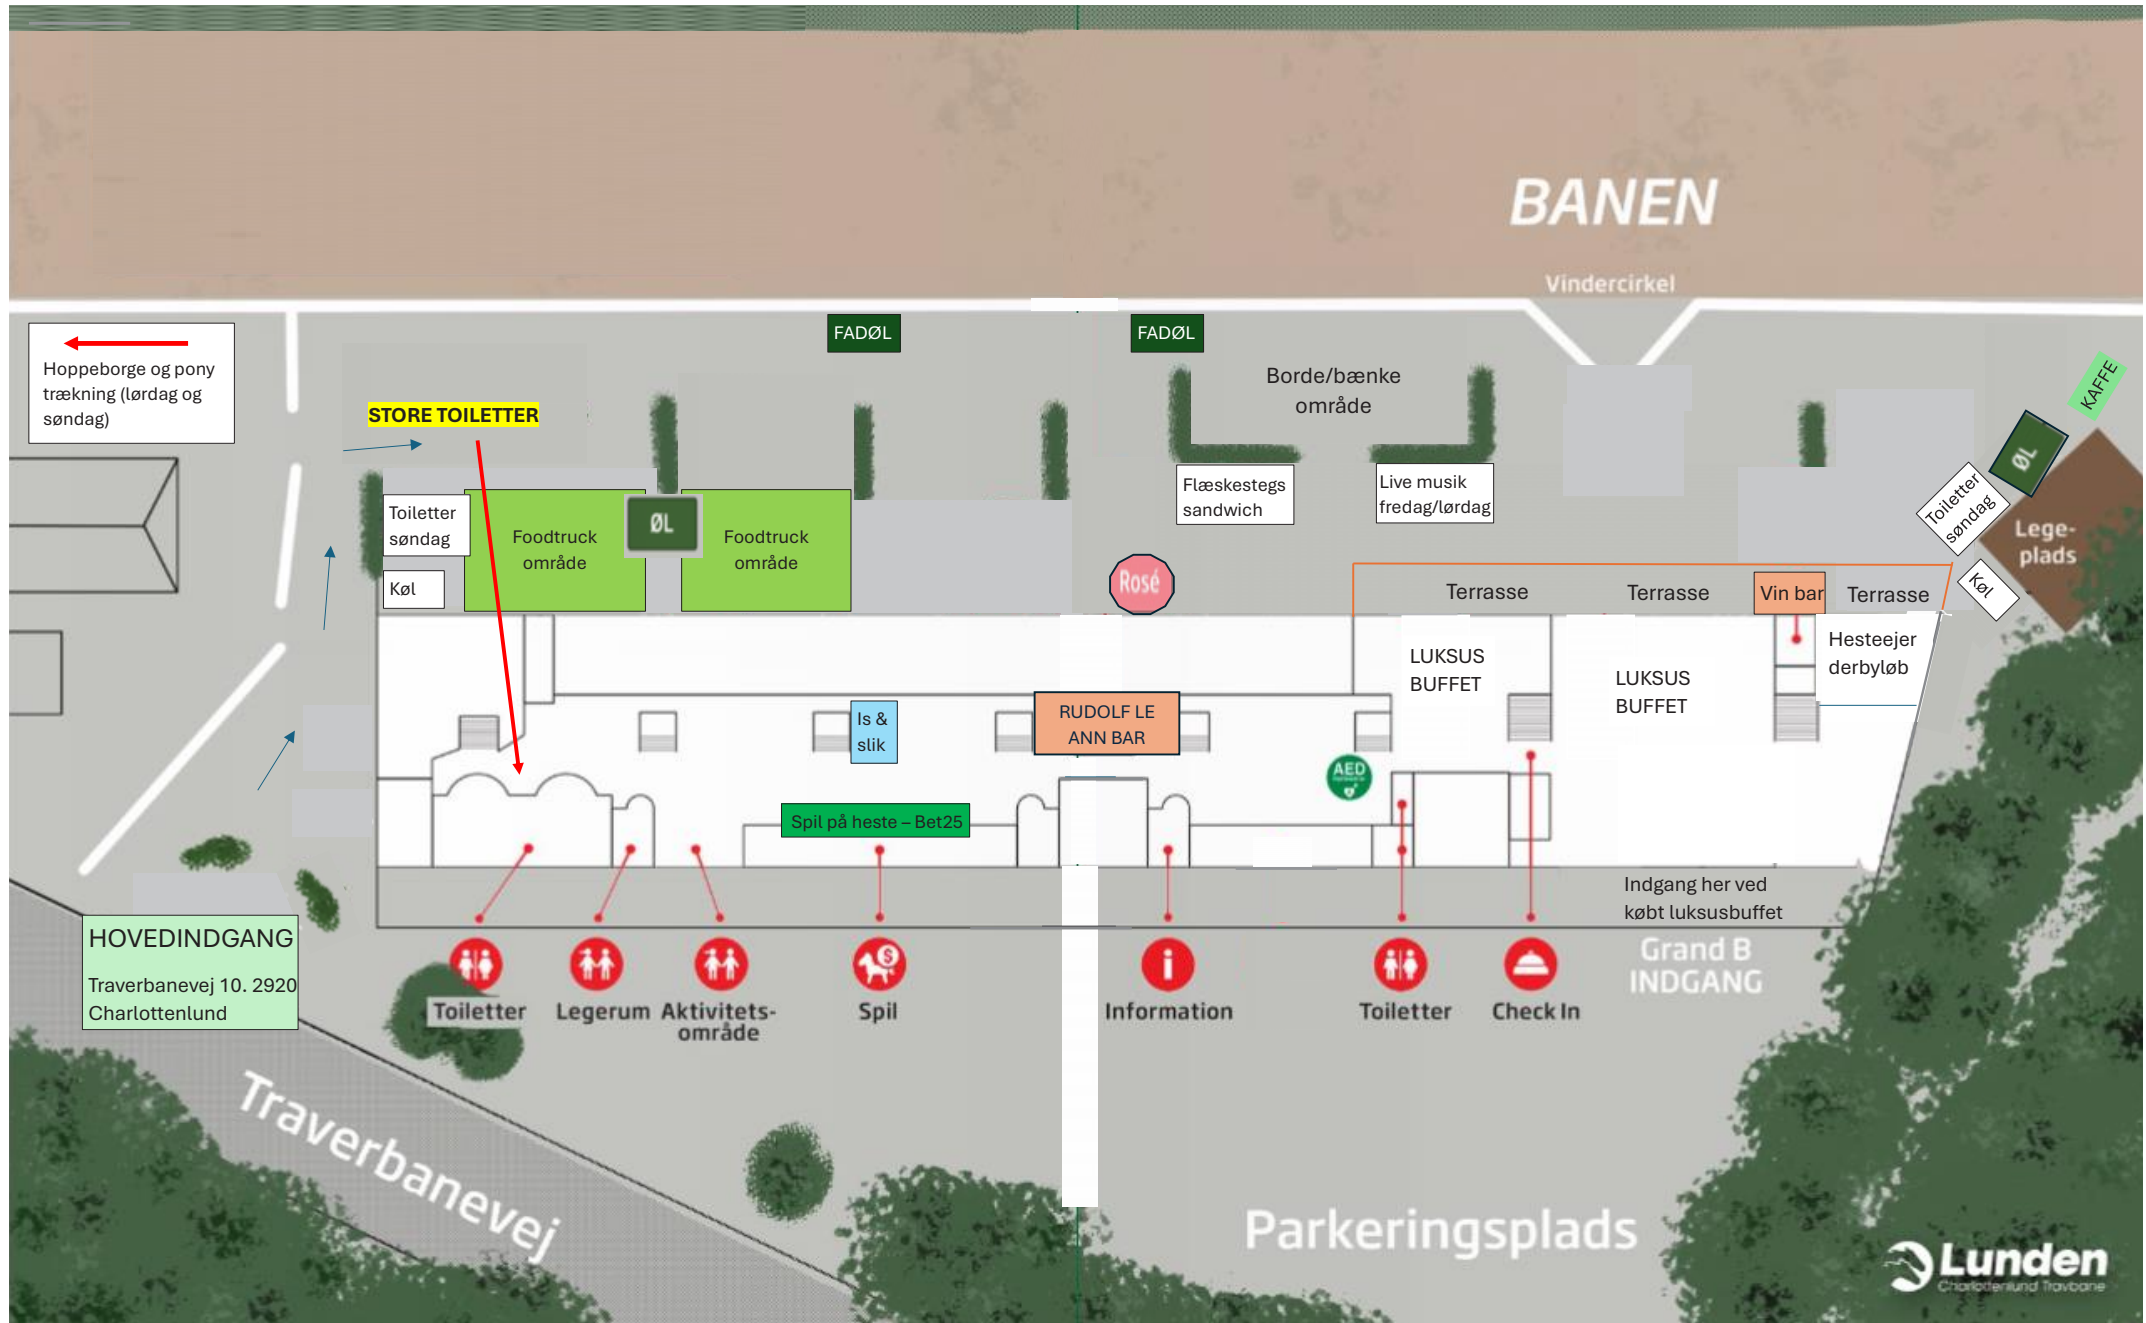 BANEN
Vindercirkel
Hoppeborge og pony
trækning (lørdag og
søndag)
FADØL
FADØL
Borde/bænke
område
KAFFE
STORE TOILETTER
ØL
Toiletter
søndag
Køl
Foodtruck
område
ØL
Foodtruck
område
Flæskestegs
sandwich
Live musik
fredag/lørdag
Toiletter
søndag
Lege-
plads
Køl
Rosé
Terrasse
Terrasse
Vin bar
Terrasse
LUKSUS
BUFFET
LUKSUS
BUFFET
Hesteejer
derbyløb
Is &
slik
RUDOLF LE
ANN BAR
AED
Spil på heste – Bet25
Indgang her ved
købt luksusbuffet
Grand B
INDGANG
HOVEDINDGANG
Traverbanevej 10. 2920
Charlottenlund
Toiletter
Legerum
Aktivitets-
område
Spil
Information
Toiletter
Check In
Traverbanevej
Parkeringsplads
Lunden
Charlottenlund Travbane